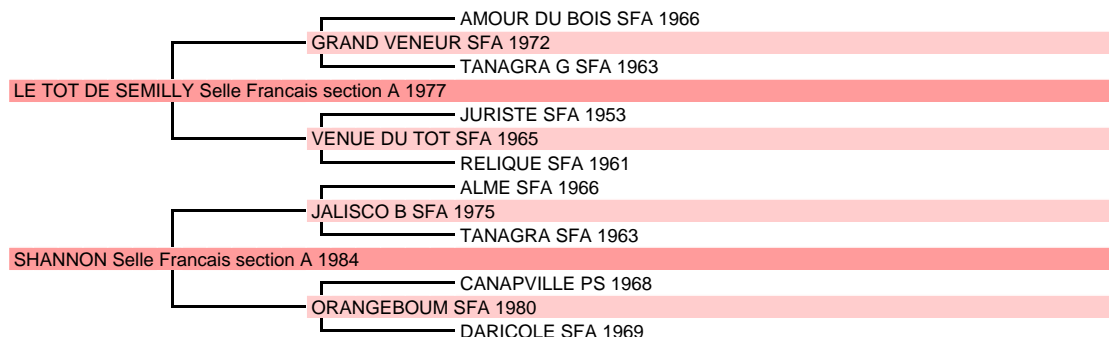 AMOUR DU BOIS SFA 1966
GRAND VENEUR SFA 1972
TANAGRA G SFA 1963
LE TOT DE SEMILLY Selle Francais section A 1977
JURISTE SFA 1953
VENUE DU TOT SFA 1965
RELIQUE SFA 1961
ALME SFA 1966
JALISCO B SFA 1975
TANAGRA SFA 1963
SHANNON Selle Francais section A 1984
CANAPVILLE PS 1968
ORANGEBOUM SFA 1980
DARICOLE SFA 1969